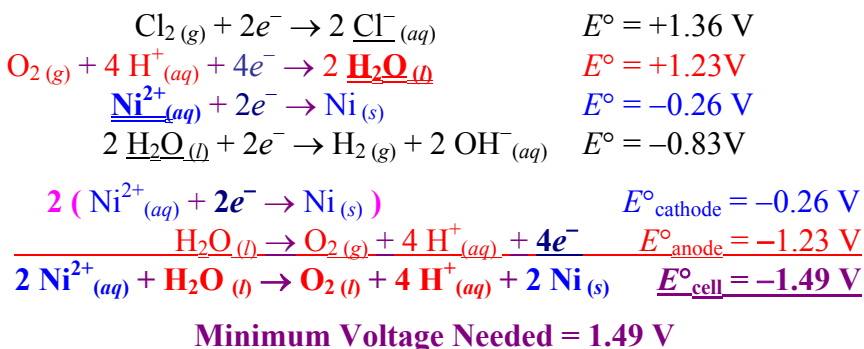 Cl₂ (g) + 2e⁻ → 2 Cl⁻ (aq) E° = +1.36 V
O₂ (g) + 4 H⁺(aq) + 4e⁻ → 2 H₂O (l) E° = +1.23V
Ni²⁺(aq) + 2e⁻ → Ni (s) E° = –0.26 V
2 H₂O (l) + 2e⁻ → H₂ (g) + 2 OH⁻(aq) E° = –0.83V
2 ( Ni²⁺(aq) + 2e⁻ → Ni (s) ) E°cathode = –0.26 V
H₂O (l) → O₂ (g) + 4 H⁺(aq) + 4e⁻ E°anode = –1.23 V
2 Ni²⁺(aq) + H₂O (l) → O₂ (l) + 4 H⁺(aq) + 2 Ni (s) E°cell = –1.49 V
Minimum Voltage Needed = 1.49 V